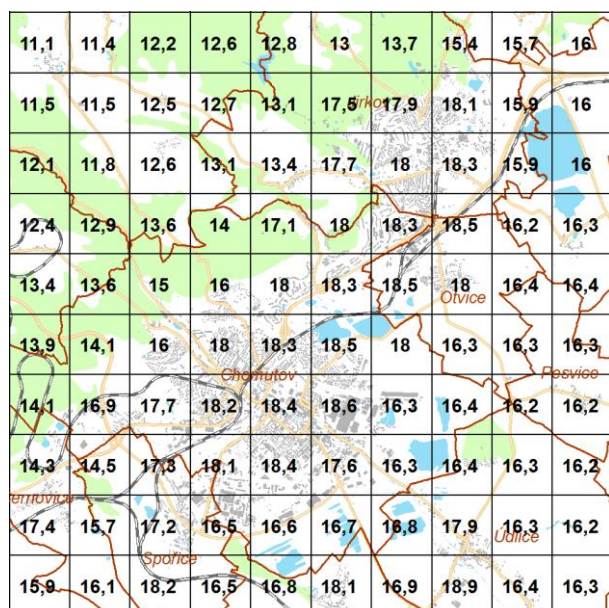 11,1 11,4 12,2 12,6 12,8 13 13,7 15,4 15,7 16
11,5 11,5 12,5 12,7 13,1 17,5 17,9 18,1 15,9 16
Jirkov
12,1 11,8 12,6 13,1 13,4 17,7 18 18,3 15,9 16
12,4 12,9 13,6 14 17,1 18 18,3 18,5 16,2 16,3
13,4 13,6 15 16 18 18,3 18,5 18 16,4 16,4
Otvice
13,9 14,1 16 18 18,3 18,5 18 16,3 16,3 16,3
Chomutov Pesvice
14,1 16,9 17,7 18,2 18,4 18,6 16,3 16,4 16,2 16,2
14,3 14,5 17,3 18,1 18,4 17,6 16,3 16,4 16,3 16,2
ernovice
17,4 15,7 17,2 16,5 16,6 16,7 16,8 17,9 16,3 16,2
Spořice Údlice
15,9 16,1 18,2 16,5 16,8 18,1 16,9 18,9 16,4 16,3